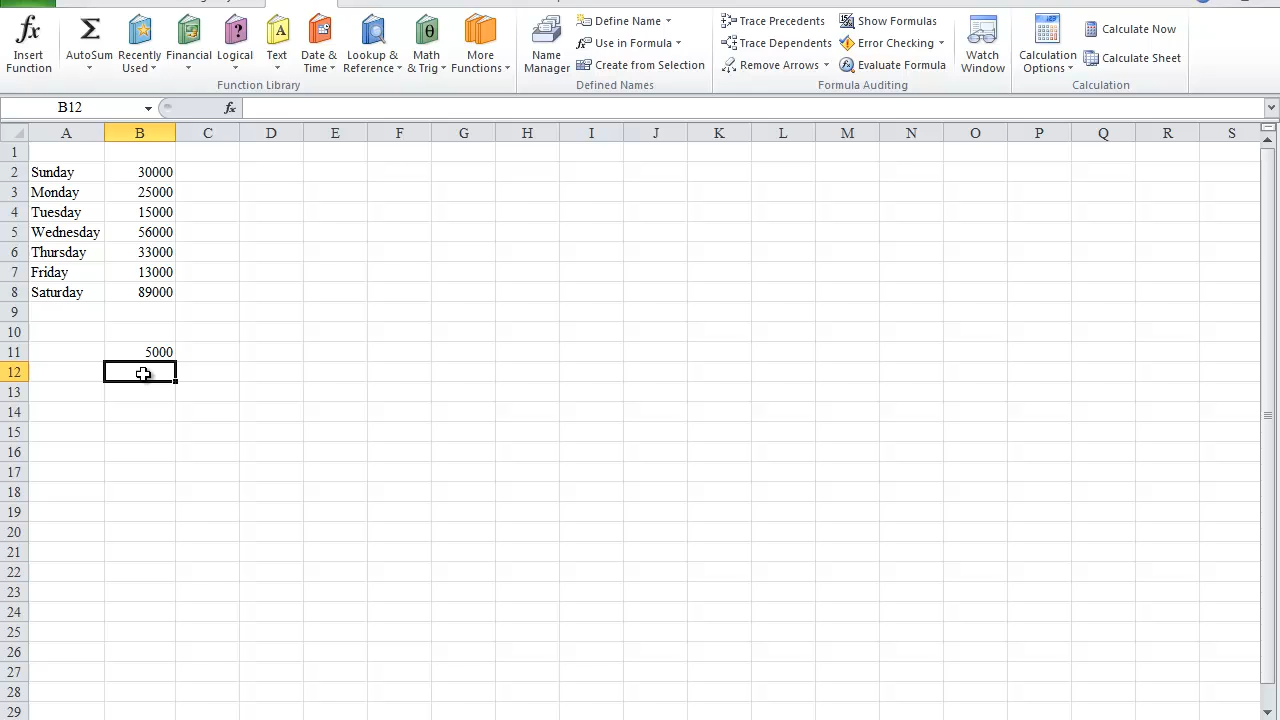 Insert
Function
AutoSum
Recently
Used
Financial
Logical
Text
Date &
Time
Lookup &
Reference
Math
& Trig
More
Functions
Function Library
Name
Manager
Define Name
Use in Formula
Create from Selection
Defined Names
Trace Precedents
Trace Dependents
Remove Arrows
Show Formulas
Error Checking
Evaluate Formula
Formula Auditing
Watch
Window
Calculation
Options
Calculate Now
Calculate Sheet
Calculation
B12
fx
A B C D E F G H I J K L M N O P Q R S
1
2 Sunday 30000
3 Monday 25000
4 Tuesday 15000
5 Wednesday 56000
6 Thursday 33000
7 Friday 13000
8 Saturday 89000
9
10
11 5000
12
13
14
15
16
17
18
19
20
21
22
23
24
25
26
27
28
29